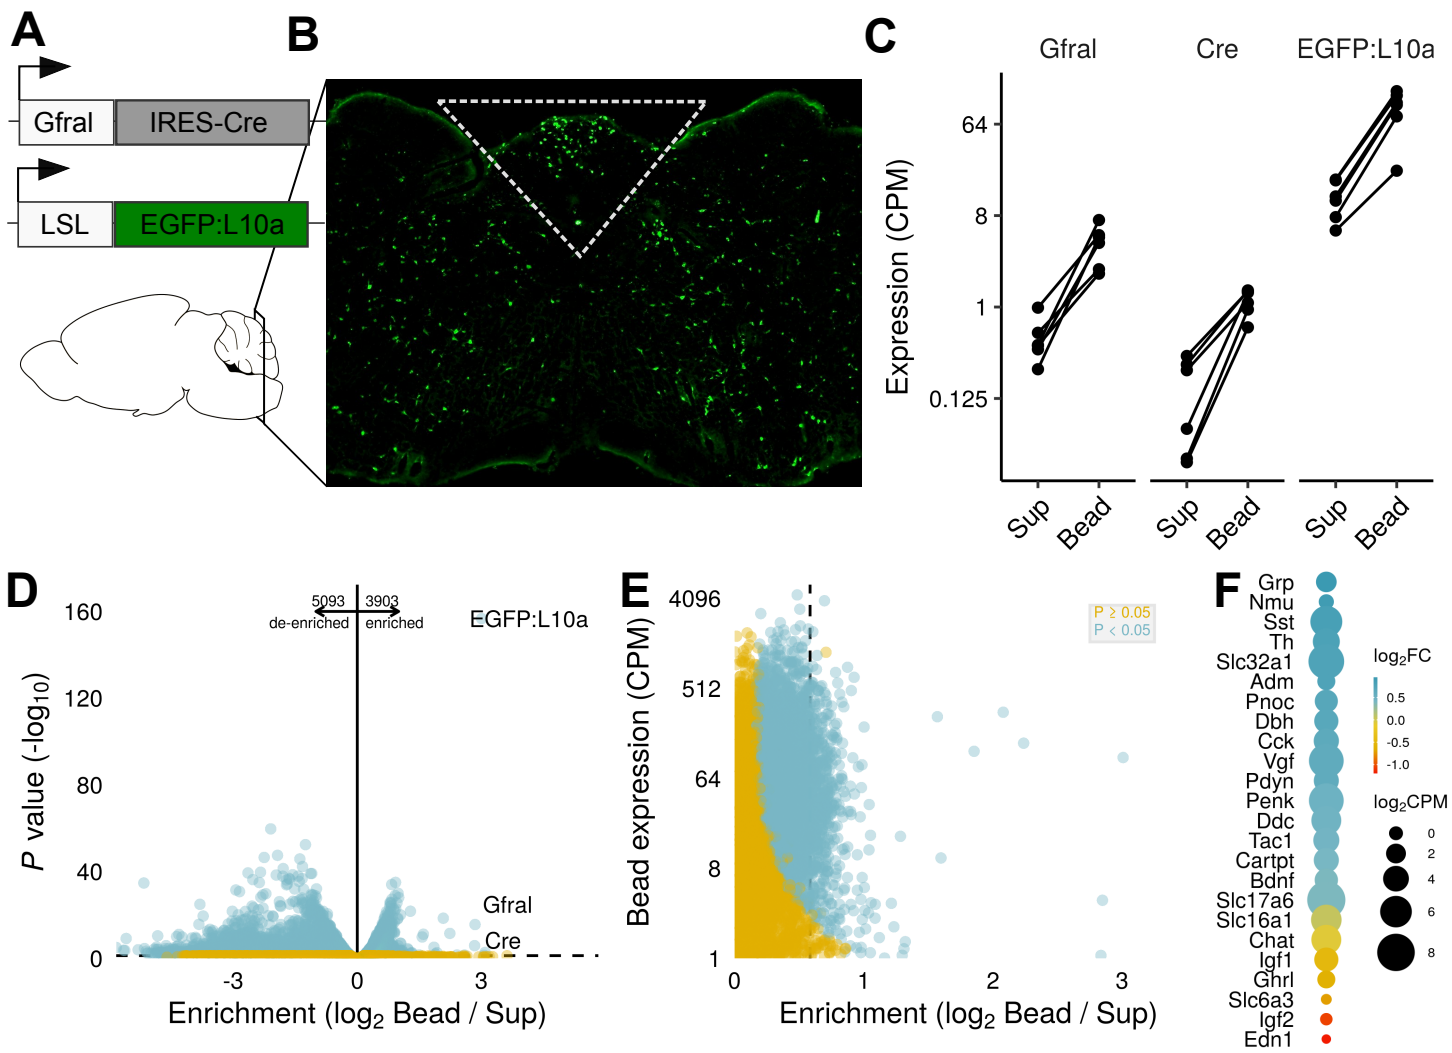 A
Gfral
IRES-Cre
LSL
EGFP:L10a
B
C
Gfral
Cre
EGFP:L10a
Expression (CPM)
64
8
1
0.125
Sup
Bead
Sup
Bead
Sup
Bead
D
P value (-log10)
160
120
80
40
0
5093
3903
de-enriched
enriched
EGFP:L10a
Gfral
Cre
-3
0
3
Enrichment (log2 Bead / Sup)
E
Bead expression (CPM)
4096
512
64
8
1
P ≥ 0.05
P < 0.05
0
1
2
3
Enrichment (log2 Bead / Sup)
F
Grp
Nmu
Sst
Th
Slc32a1
Adm
Pnoc
Dbh
Cck
Vgf
Pdyn
Penk
Ddc
Tac1
Cartpt
Bdnf
Slc17a6
Slc16a1
Chat
Igf1
Ghrl
Slc6a3
Igf2
Edn1
log2FC
0.5
0.0
-0.5
-1.0
log2CPM
0
2
4
6
8